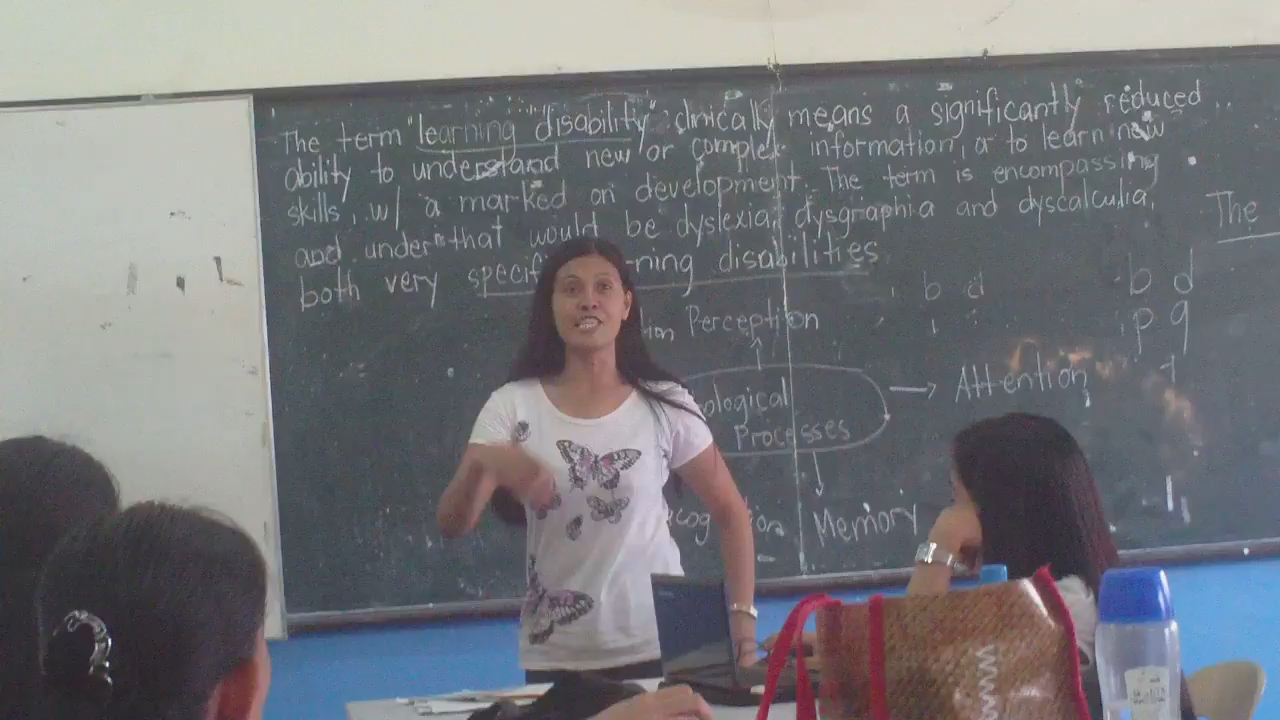 The term "learning disability" clinically means a significantly reduced
ability to understand new or complex information, or to learn new
skills, w/ a marked on development. The term is encompassing
and under that would be dyslexia, dysgraphia and dyscalculia,
both very specific disabilities
The
b d b d
p q
Perception
Attention
Processes
Memory
www